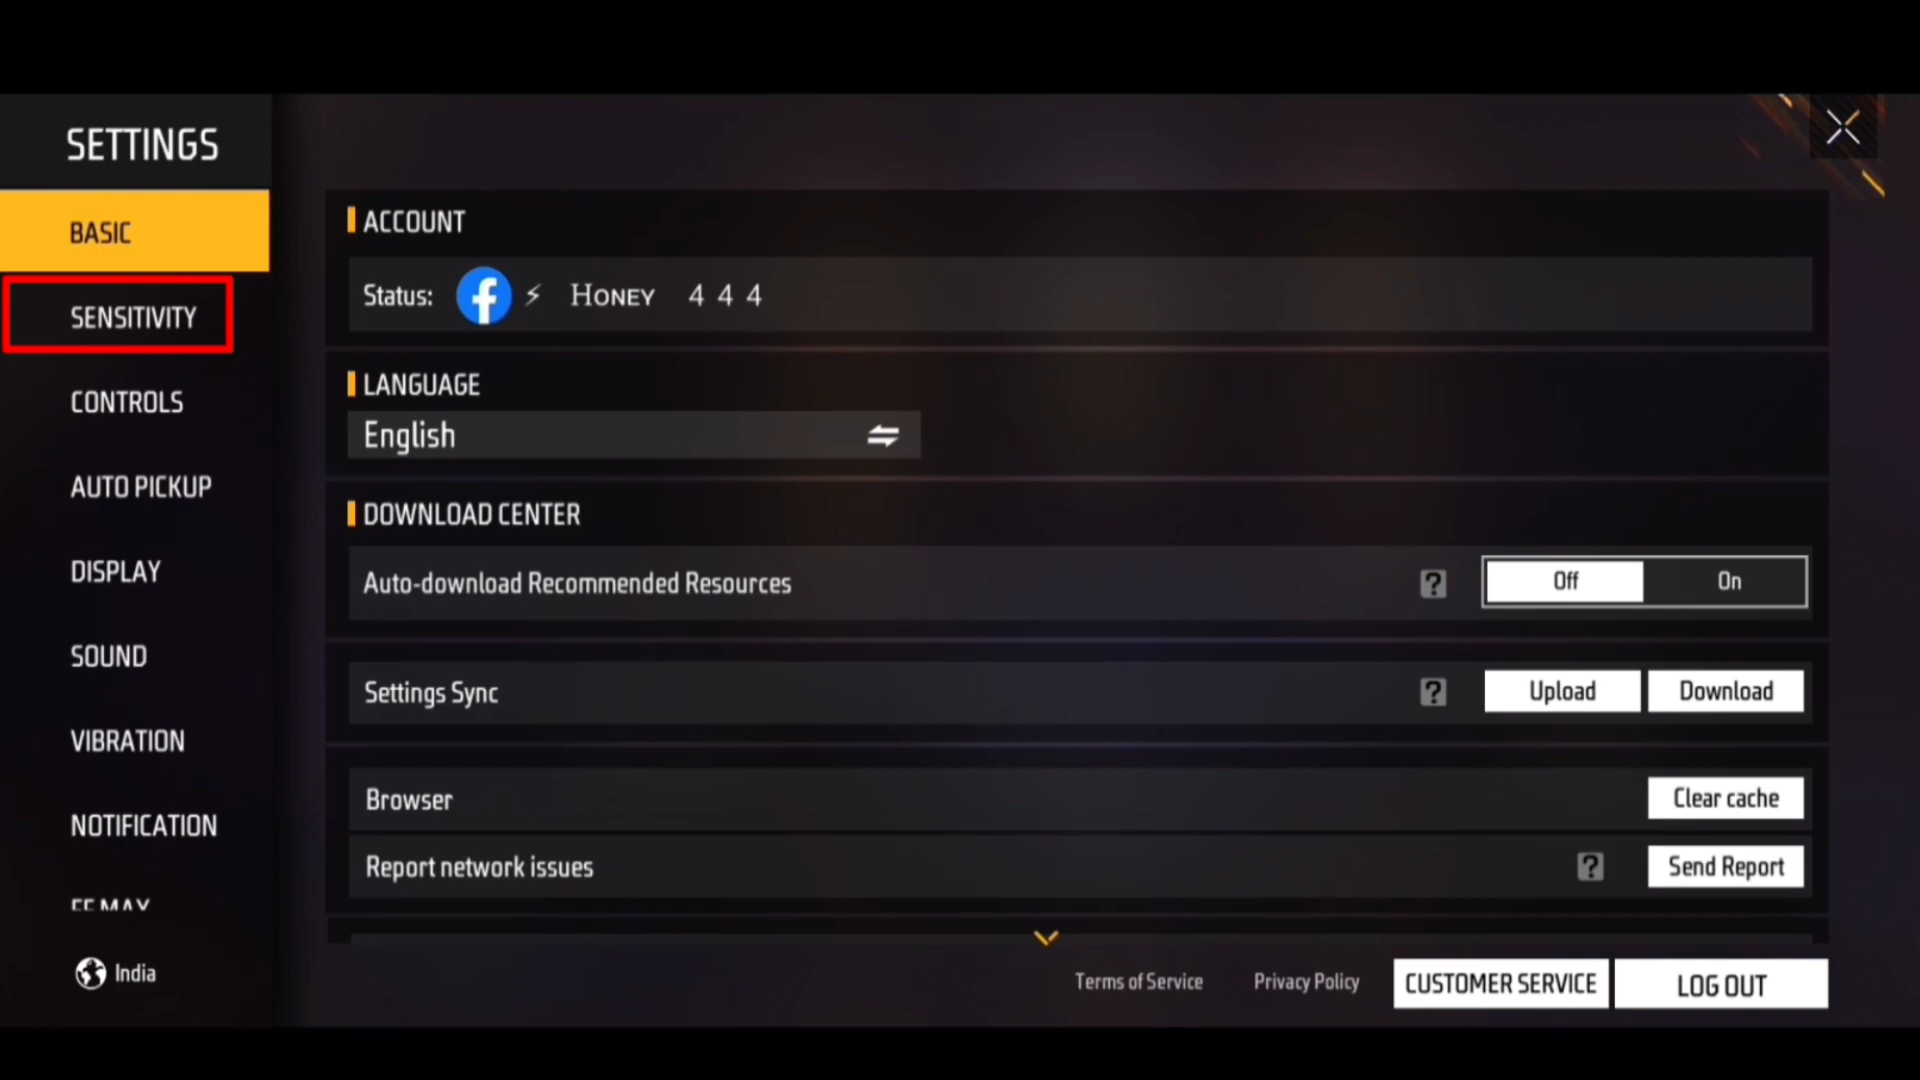 SETTINGS
BASIC
SENSITIVITY
CONTROLS
AUTO PICKUP
DISPLAY
SOUND
VIBRATION
NOTIFICATION
FF MAX
India
ACCOUNT
Status: ⚡ Honey 4 4 4
LANGUAGE
English
DOWNLOAD CENTER
Auto-download Recommended Resources ? Off On
Settings Sync ? Upload Download
Browser Clear cache
Report network issues ? Send Report
Terms of Service Privacy Policy CUSTOMER SERVICE LOG OUT